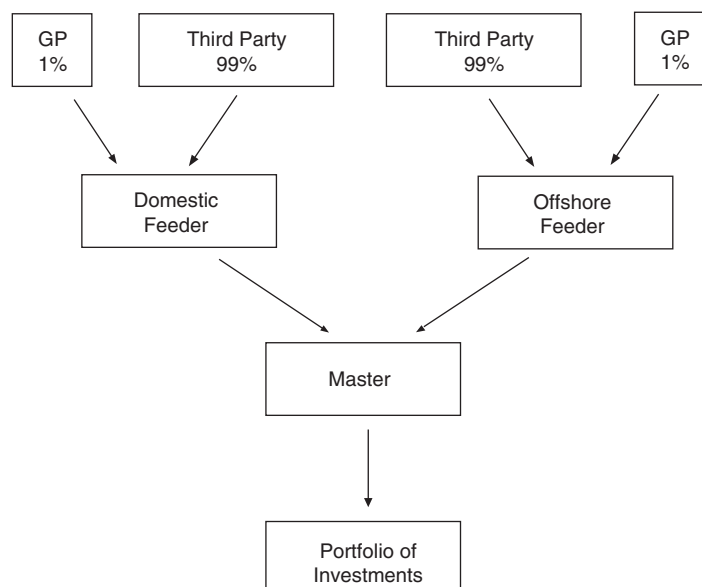 GP
1%
Third Party
99%
Third Party
99%
GP
1%
Domestic
Feeder
Offshore
Feeder
Master
Portfolio of
Investments